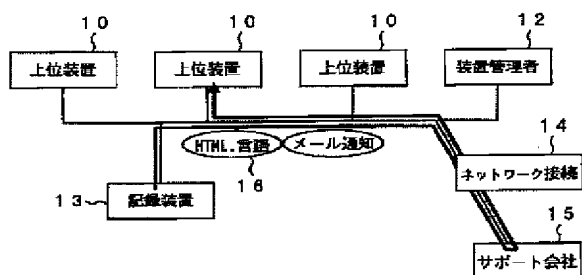 10
10
10
12
上位装置
上位装置
上位装置
装置管理者
HTML.言語
メール通知
14
16
ネットワーク接続
13
記録装置
15
サポート会社